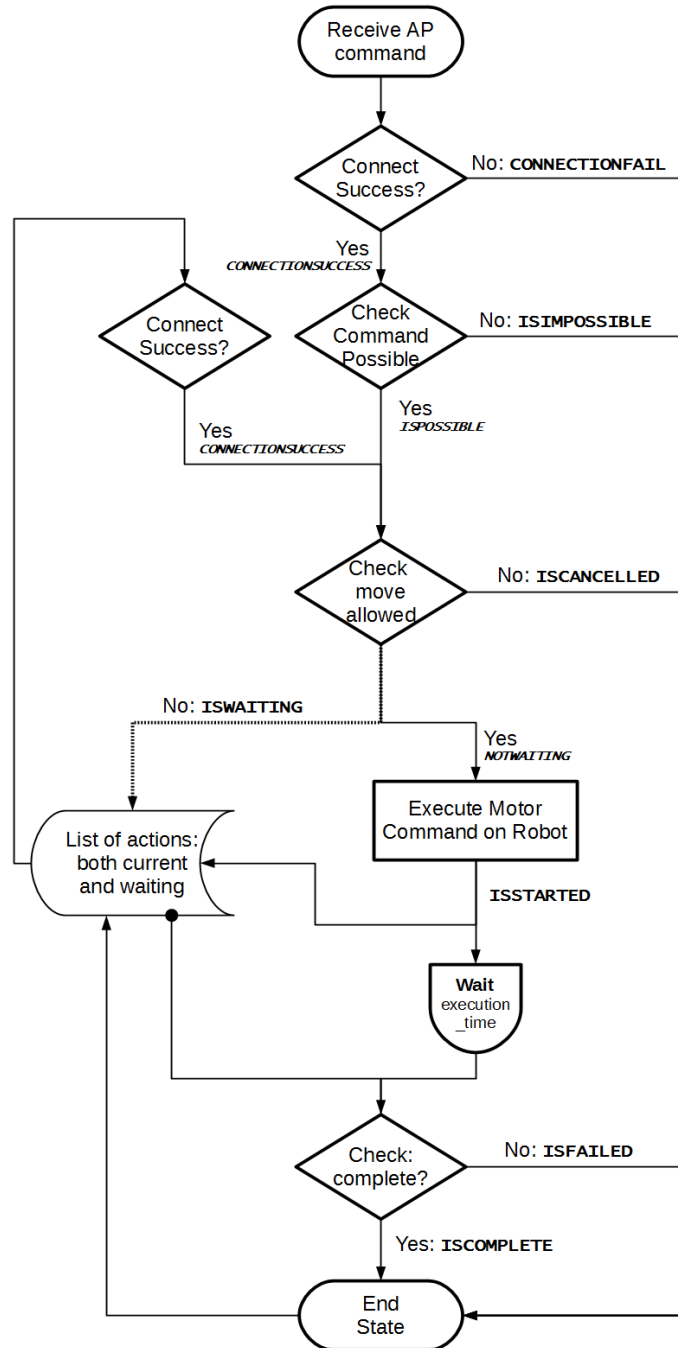 Receive AP
command
Connect
Success?
No: CONNECTIONFAIL
Yes
CONNECTIONSUCCESS
Connect
Success?
Check
Command
Possible
No: ISIMPOSSIBLE
Yes
CONNECTIONSUCCESS
Yes
ISPOSSIBLE
Check
move
allowed
No: ISCANCELLED
No: ISWAITING
Yes
NOTWAITING
List of actions:
both current
and waiting
Execute Motor
Command on Robot
ISSTARTED
Wait
execution
_time
Check:
complete?
No: ISFAILED
Yes: ISCOMPLETE
End
State